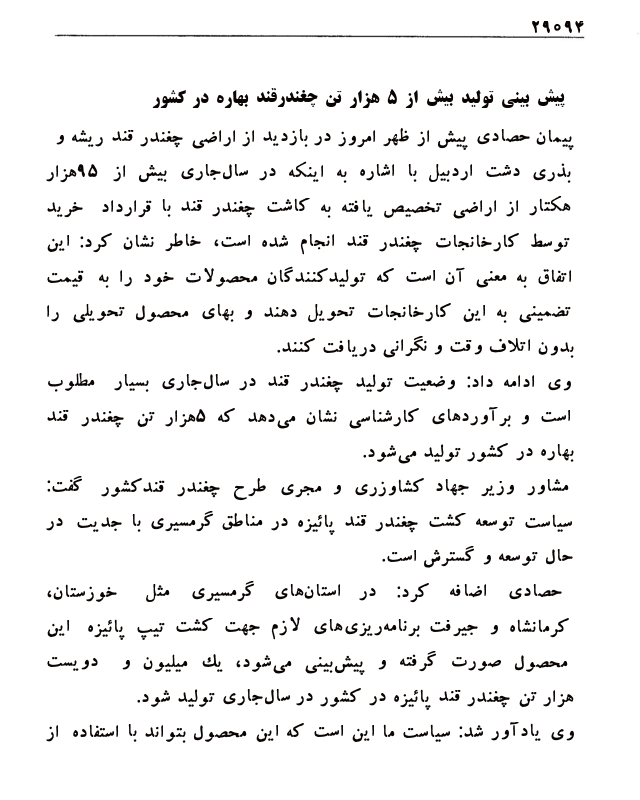 ۲۹۰۹۴
پیش بینی تولید بیش از ۵ هزار تن چغندرقند بهاره در کشور
پیمان حصادی پیش از ظهر امروز در بازدید از اراضی چغندر قند ریشه و
بذری دشت اردبیل با اشاره به اینکه در سال‌جاری بیش از ۹۵هزار
هکتار از اراضی تخصیص یافته به کاشت چغندر قند با قرارداد خرید
توسط کارخانجات چغندر قند انجام شده است، خاطر نشان کرد: این
اتفاق به معنی آن است که تولیدکنندگان محصولات خود را به قیمت
تضمینی به این کارخانجات تحویل دهند و بهای محصول تحویلی را
بدون اتلاف وقت و نگرانی دریافت کنند.
وی ادامه داد: وضعیت تولید چغندر قند در سال‌جاری بسیار مطلوب
است و برآوردهای کارشناسی نشان می‌دهد که ۵هزار تن چغندر قند
بهاره در کشور تولید می‌شود.
مشاور وزیر جهاد کشاوزری و مجری طرح چغندر قندکشور گفت:
سیاست توسعه کشت چغندر قند پائیزه در مناطق گرمسیری با جدیت در
حال توسعه و گسترش است.
حصادی اضافه کرد: در استان‌های گرمسیری مثل خوزستان،
کرمانشاه و جیرفت برنامه‌ریزی‌های لازم جهت کشت تیپ پائیزه این
محصول صورت گرفته و پیش‌بینی می‌شود، یك میلیون و دویست
هزار تن چغندر قند پائیزه در کشور در سال‌جاری تولید شود.
وی یادآور شد: سیاست ما این است که این محصول بتواند با استفاده از